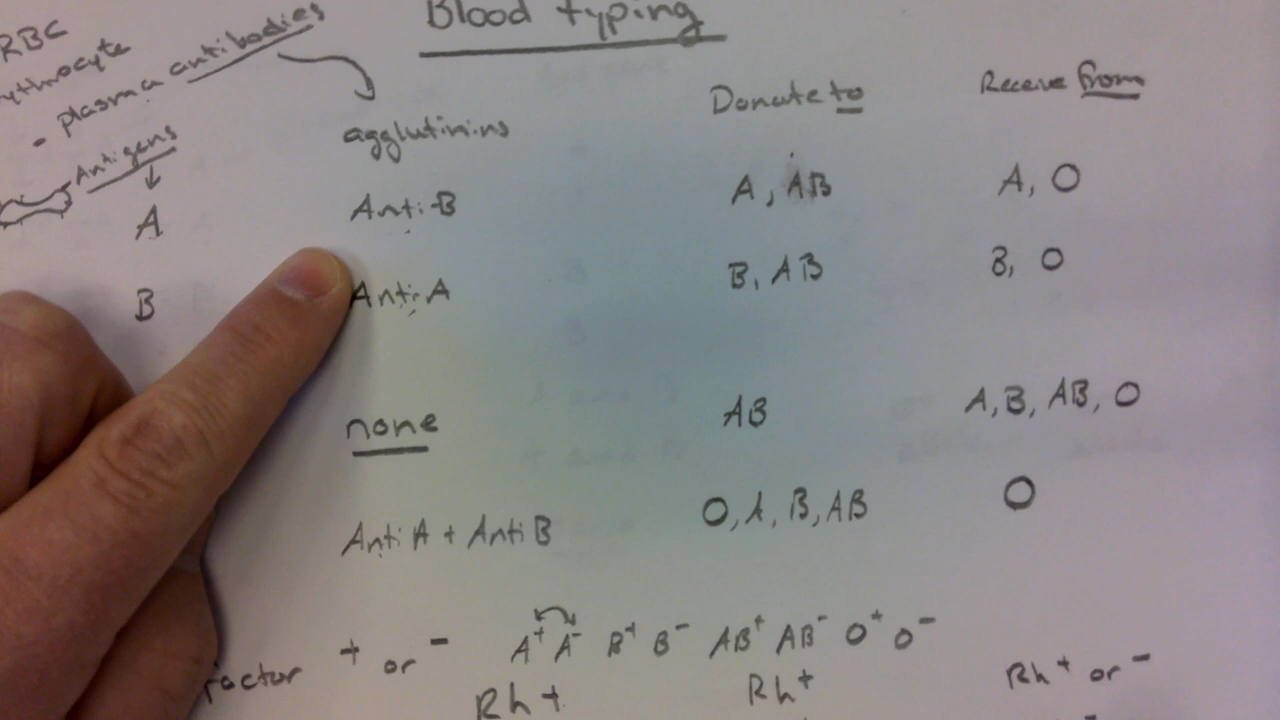 Blood typing
RBC
ythrocyte
- plasma antibodies
Antigens agglutinins Donate to Receive from
A Anti-B A, AB A, O
B Anti A B, AB B, O
none AB A, B, AB, O
Anti A + Anti B O, A, B, AB O
factor + or - A+ A- B+ B- AB+ AB- O+ O-
Rh + Rh+ Rh+ or -